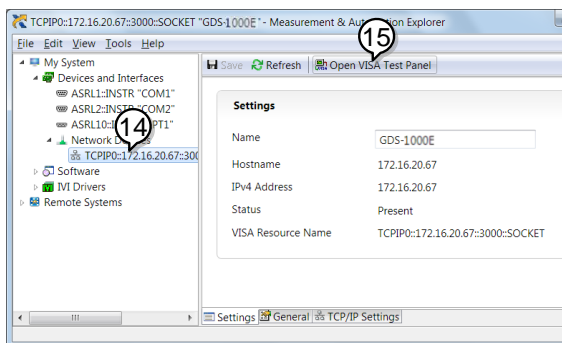 TCPIP0::172.16.20.67::3000::SOCKET "GDS-1000E" - Measurement & Automation Explorer
15
File Edit View Tools Help
My System
Save Refresh Open VISA Test Panel
Devices and Interfaces
ASRL1::INSTR "COM1"
Settings
ASRL2::INSTR "COM2"
ASRL10::I PT1"
14
Name GDS-1000E
Network De
TCPIP0::172.16.20.67::300
Hostname 172.16.20.67
Software
IVI Drivers
IPv4 Address 172.16.20.67
Remote Systems
Status Present
VISA Resource Name TCPIP0::172.16.20.67::3000::SOCKET
Settings General TCP/IP Settings